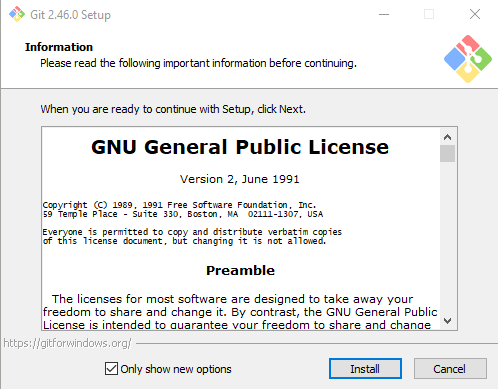 Git 2.46.0 Setup
Information
Please read the following important information before continuing.
When you are ready to continue with Setup, click Next.
GNU General Public License
Version 2, June 1991
Copyright (C) 1989, 1991 Free Software Foundation, Inc.
59 Temple Place - Suite 330, Boston, MA  02111-1307, USA
Everyone is permitted to copy and distribute verbatim copies
of this license document, but changing it is not allowed.
Preamble
The licenses for most software are designed to take away your
freedom to share and change it. By contrast, the GNU General Public
License is intended to guarantee your freedom to share and change
https://gitforwindows.org/
Only show new options
Install
Cancel